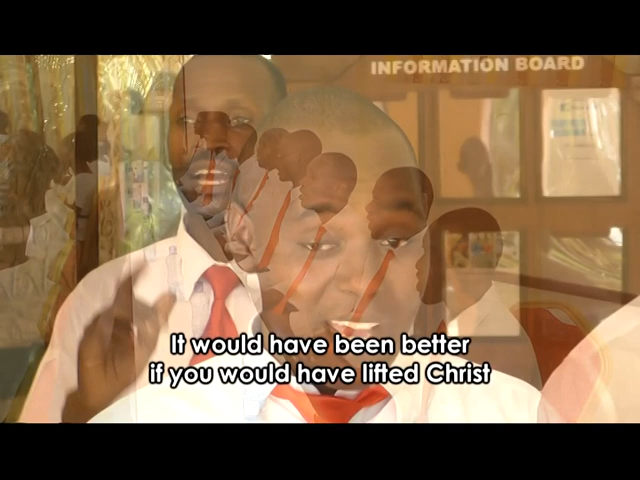 INFORMATION BOARD
It would have been better
if you would have lifted Christ